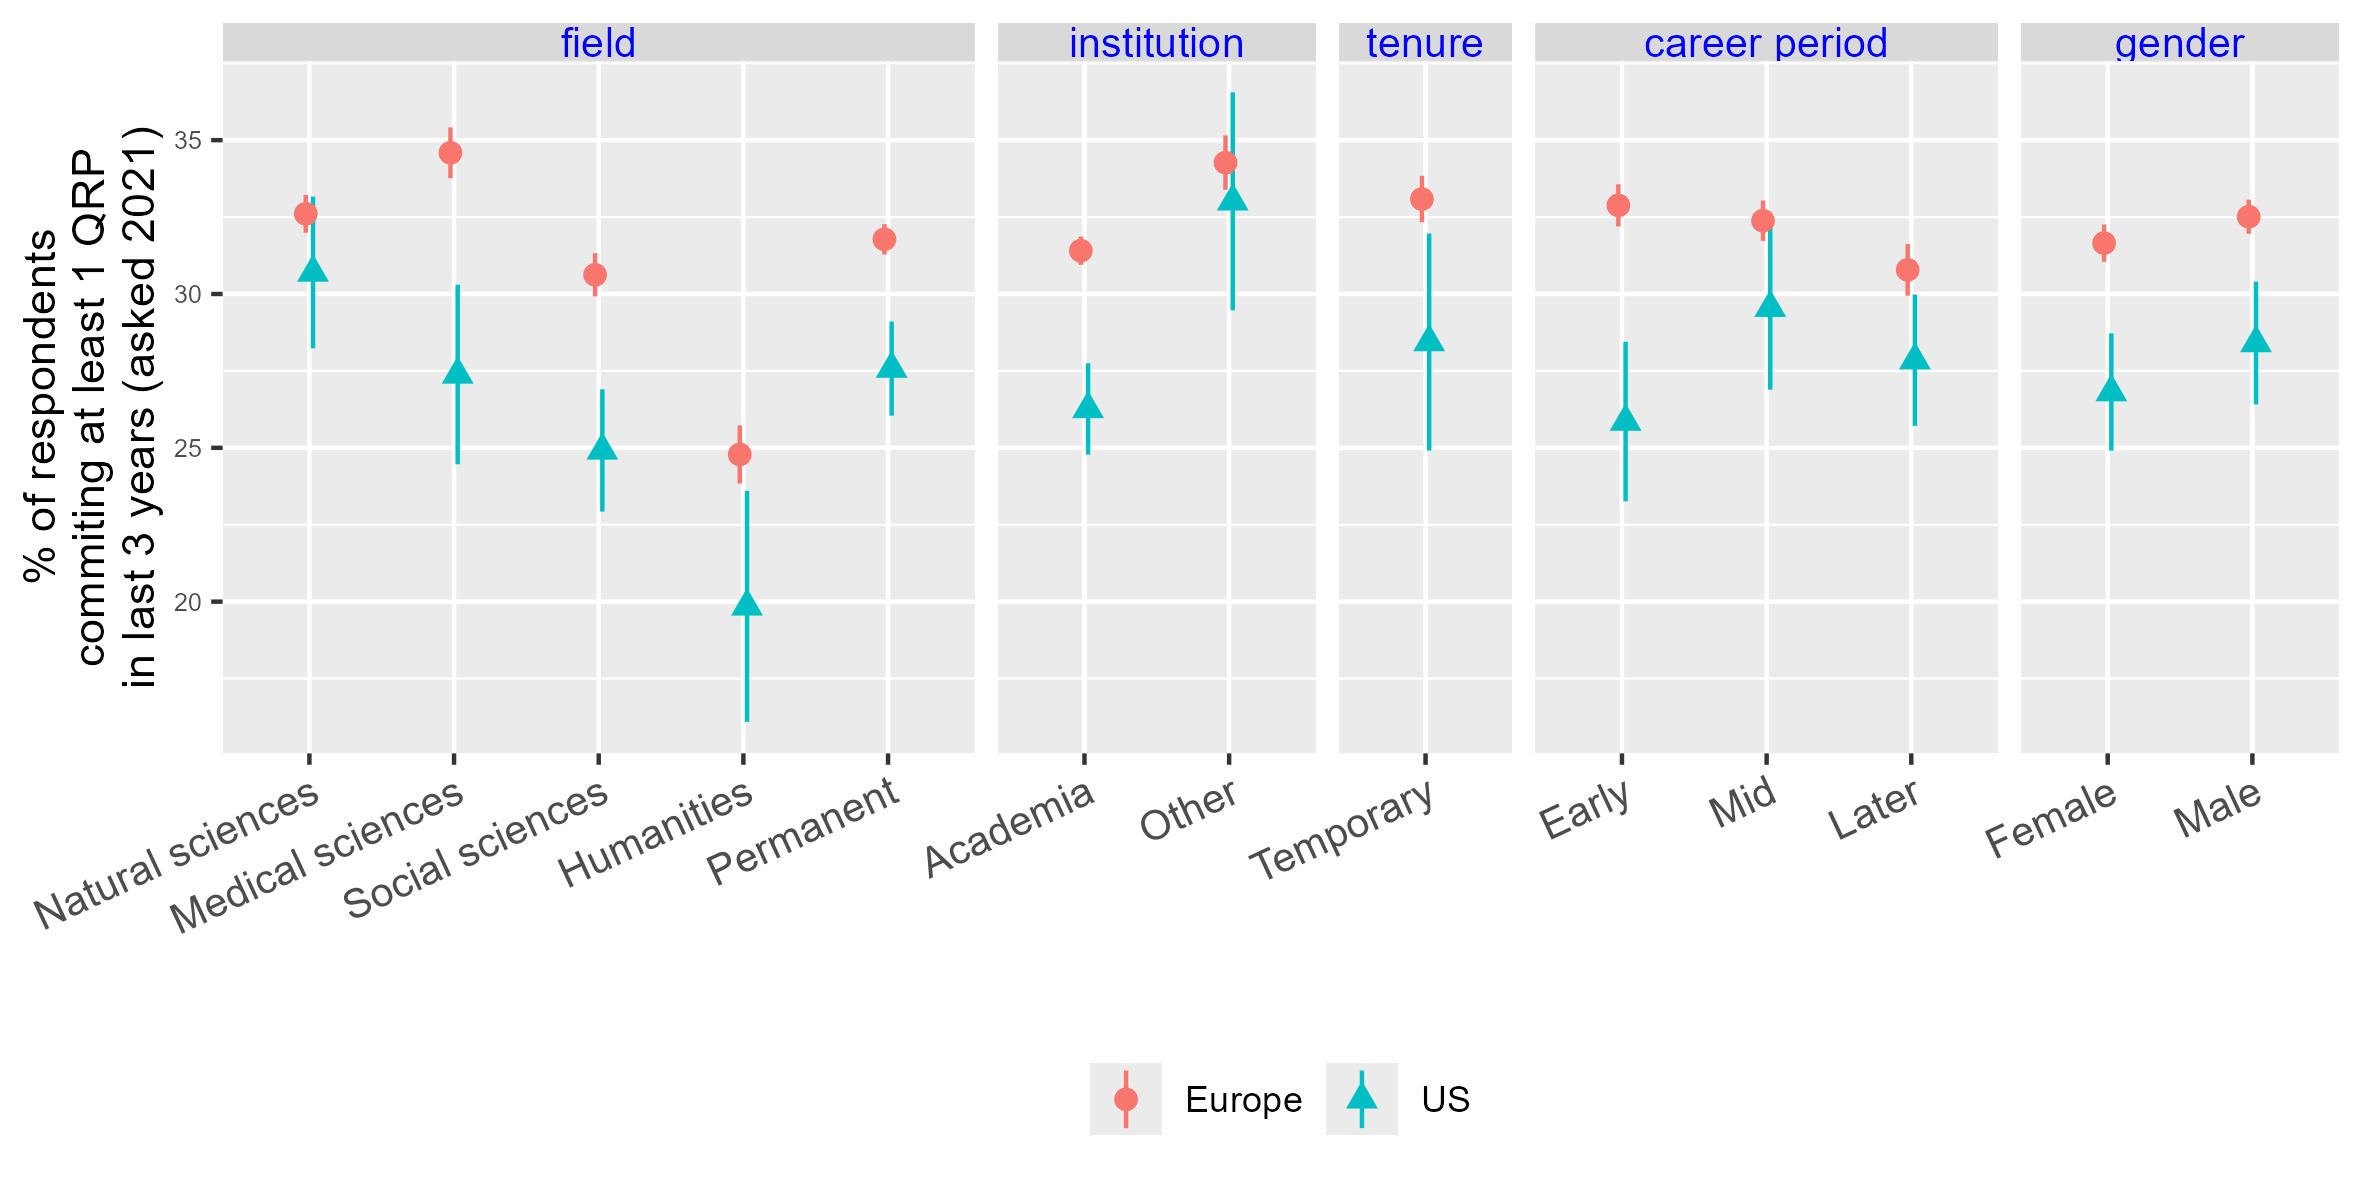 field
institution
tenure
career period
gender
% of respondents
commiting at least 1 QRP
in last 3 years (asked 2021)
35
30
25
20
Natural sciences
Medical sciences
Social sciences
Humanities
Permanent
Academia
Other
Temporary
Early
Mid
Later
Female
Male
Europe
US